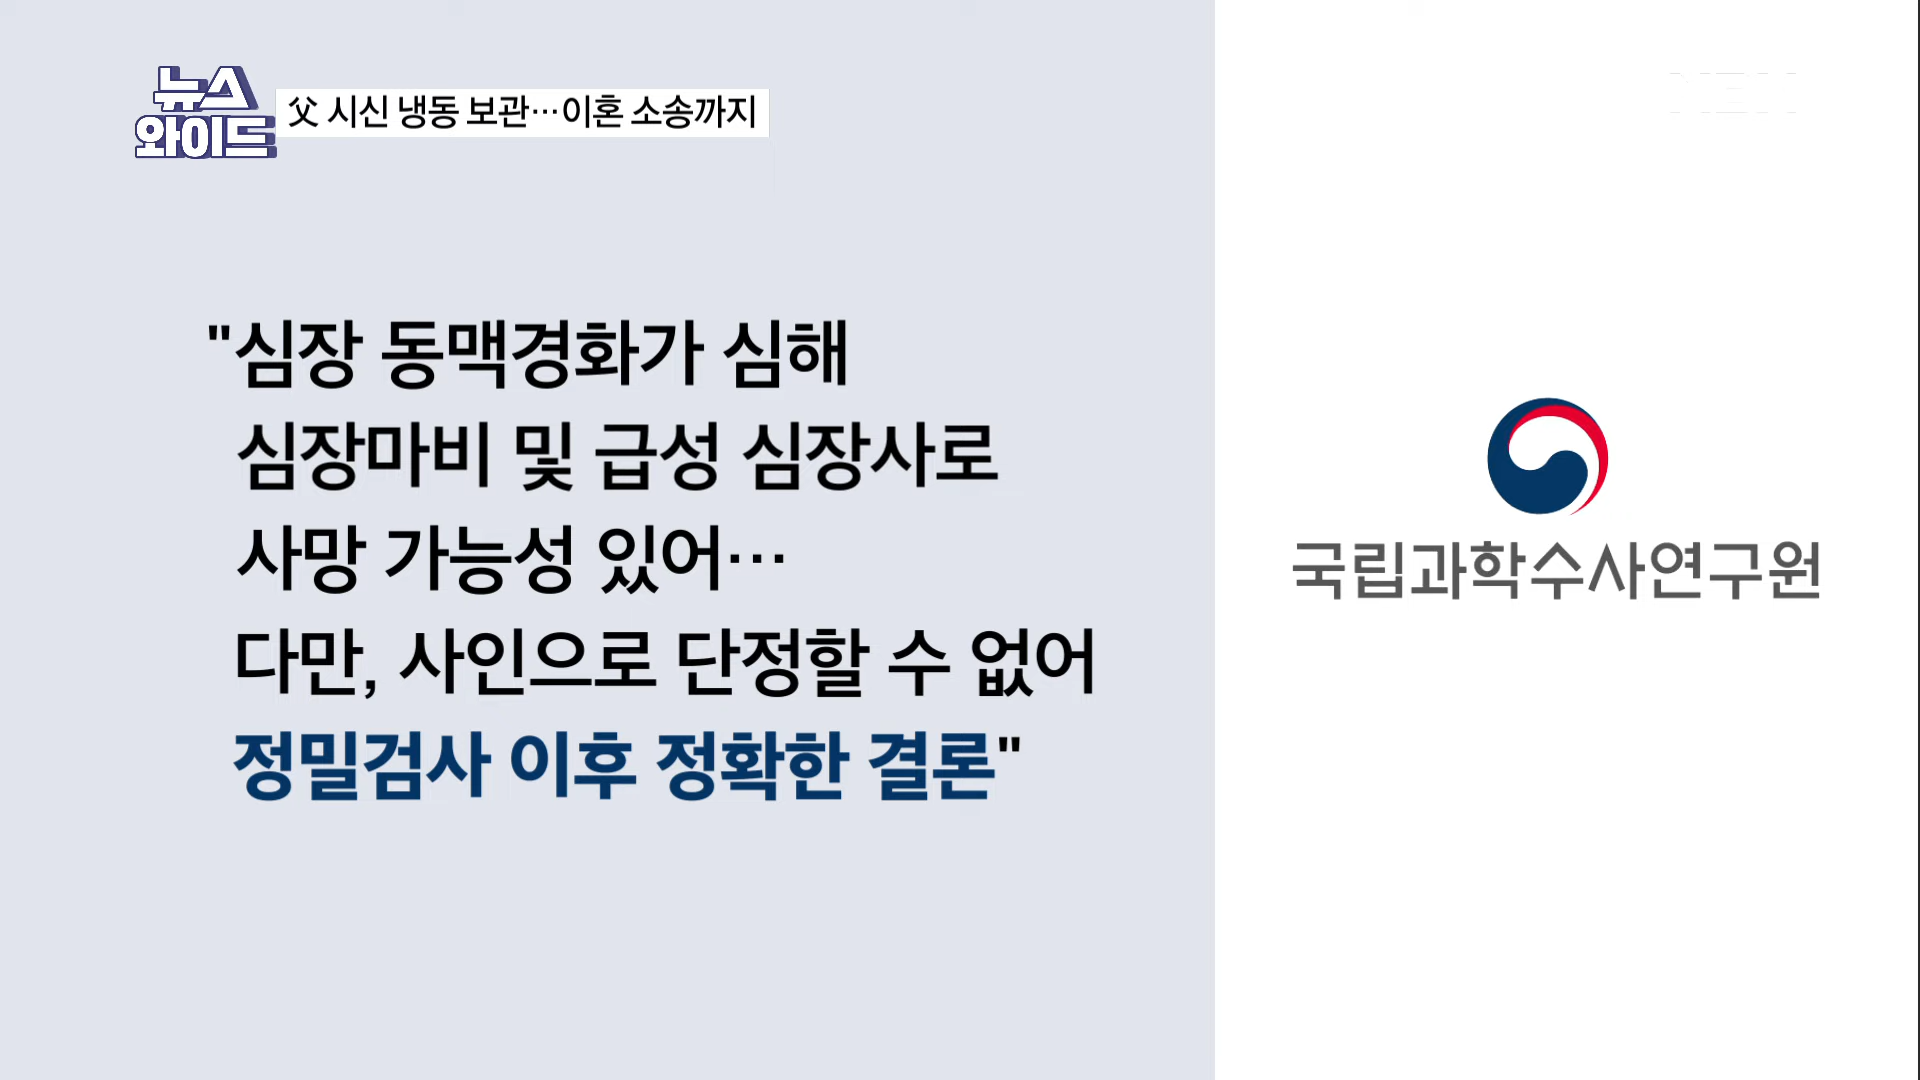 뉴스
와이드
父 시신 냉동 보관…이혼 소송까지
"심장 동맥경화가 심해
심장마비 및 급성 심장사로
사망 가능성 있어…
다만, 사인으로 단정할 수 없어
정밀검사 이후 정확한 결론"
국립과학수사연구원